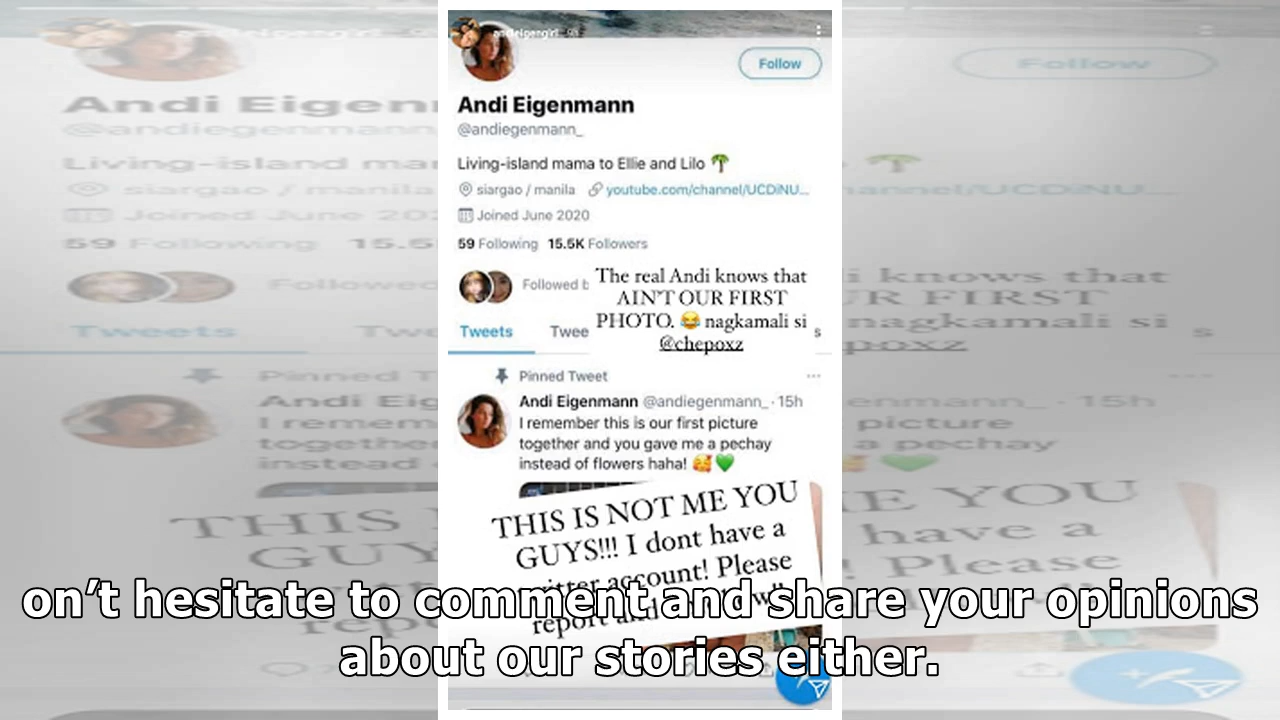 andieigengirl 9h
Follow
Andi Eigenmann
@andiegenmann_
Living-island mama to Ellie and Lilo 🌴
siargao / manila youtube.com/channel/UCDiNU...
Joined June 2020
59 Following 15.5K Followers
Followed b
The real Andi knows that
AIN'T OUR FIRST
PHOTO. 😂 nagkamali si
@chepoxz
Tweets Twee s
Pinned Tweet
Andi Eigenmann @andiegenmann_ · 15h
I remember this is our first picture
together and you gave me a pechay
instead of flowers haha! 🥰💚
THIS IS NOT ME YOU
GUYS!!! I dont have a
account! Please
report and
on't hesitate to comment and share your opinions
about our stories either.